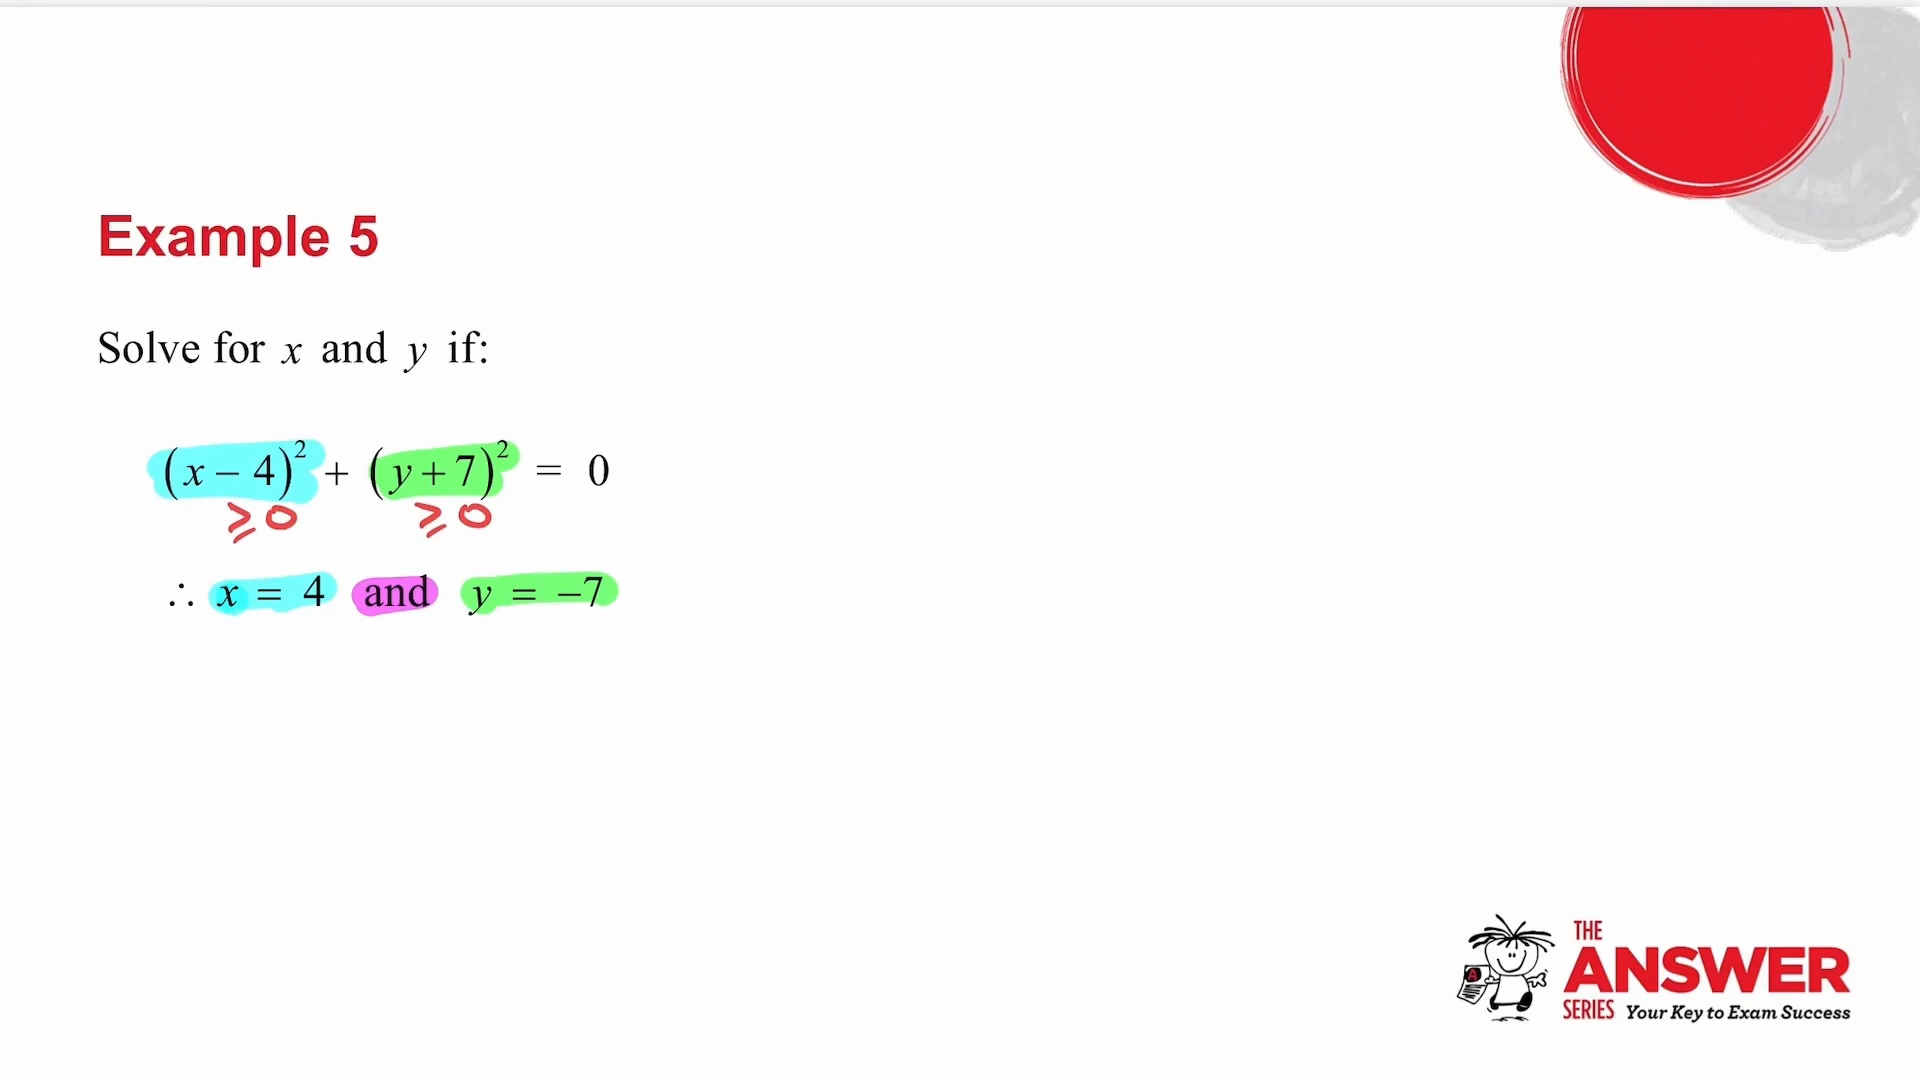 Example 5
Solve for x and y if:
(x − 4)² + (y + 7)² = 0
≥ 0 ≥ 0
∴ x = 4 and y = −7
THE
ANSWER
SERIES Your Key to Exam Success